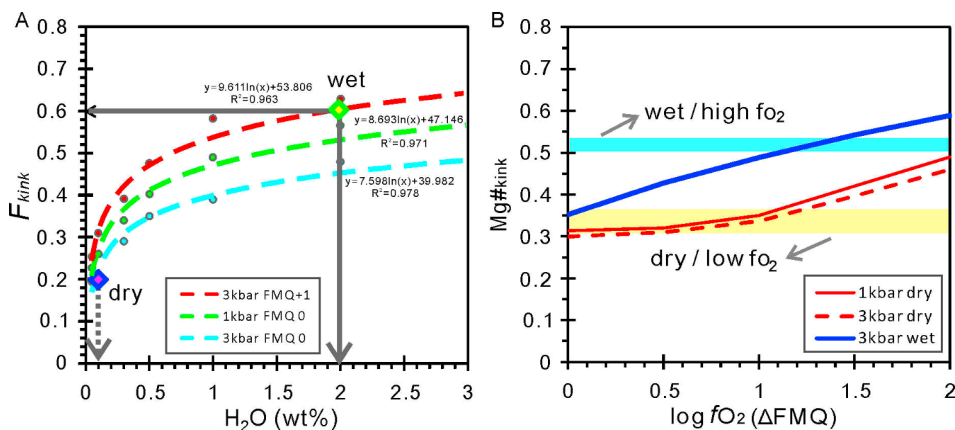 A
0.8
0.7
0.6
0.5
0.4
0.3
0.2
0.1
0
Fkink
0
0.5
1
1.5
2
2.5
3
H2O (wt%)
y=9.611ln(x)+53.806
R2=0.963
wet
y=8.693ln(x)+47.146
R2=0.971
y=7.598ln(x)+39.982
R2=0.978
dry
3kbar FMQ+1
1kbar FMQ 0
3kbar FMQ 0
B
0.8
0.7
0.6
0.5
0.4
0.3
0.2
0.1
0
Mg#kink
wet / high fo2
dry / low fo2
1kbar dry
3kbar dry
3kbar wet
0
0.5
1.0
1.5
2
log fO2 (ΔFMQ)